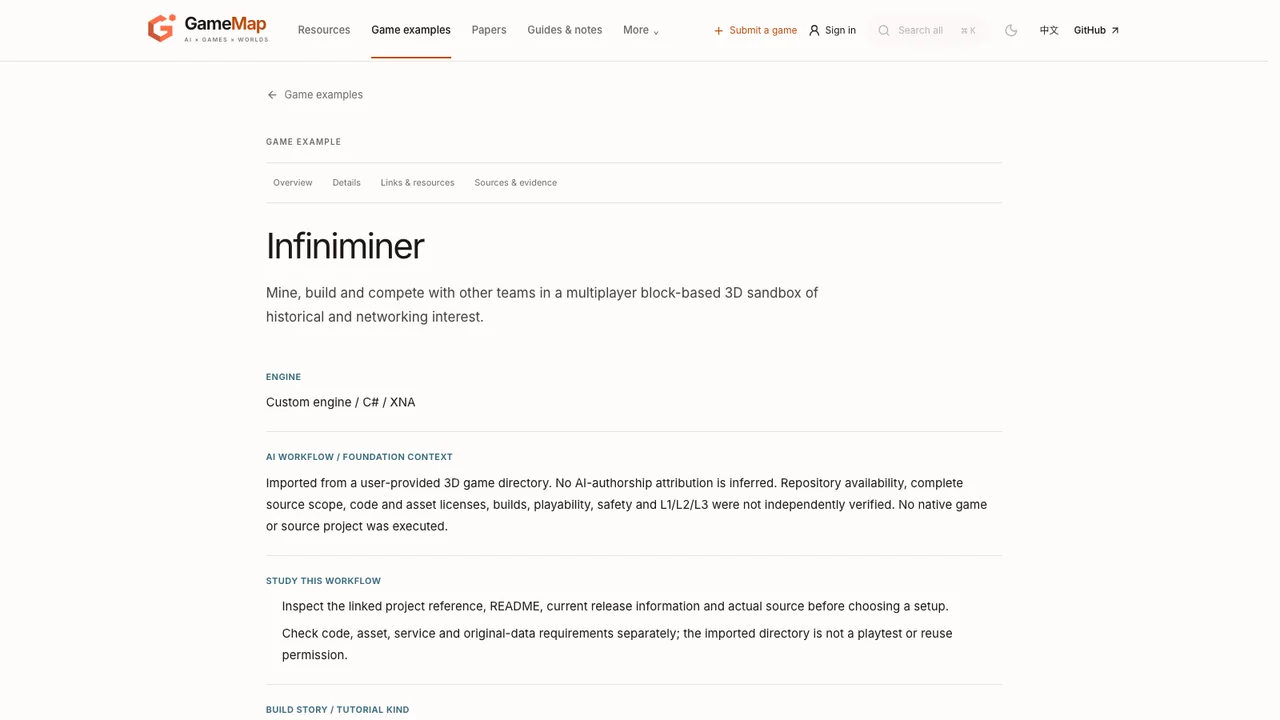 GameMap
AI × GAMES × WORLDS
Resources
Game examples
Papers
Guides & notes
More
+ Submit a game
Sign in
Search all
⌘ K
中文
GitHub ↗
← Game examples
GAME EXAMPLE
Overview
Details
Links & resources
Sources & evidence
Infiniminer
Mine, build and compete with other teams in a multiplayer block-based 3D sandbox of
historical and networking interest.
ENGINE
Custom engine / C# / XNA
AI WORKFLOW / FOUNDATION CONTEXT
Imported from a user-provided 3D game directory. No AI-authorship attribution is inferred. Repository availability, complete
source scope, code and asset licenses, builds, playability, safety and L1/L2/L3 were not independently verified. No native game
or source project was executed.
STUDY THIS WORKFLOW
Inspect the linked project reference, README, current release information and actual source before choosing a setup.
Check code, asset, service and original-data requirements separately; the imported directory is not a playtest or reuse
permission.
BUILD STORY / TUTORIAL KIND